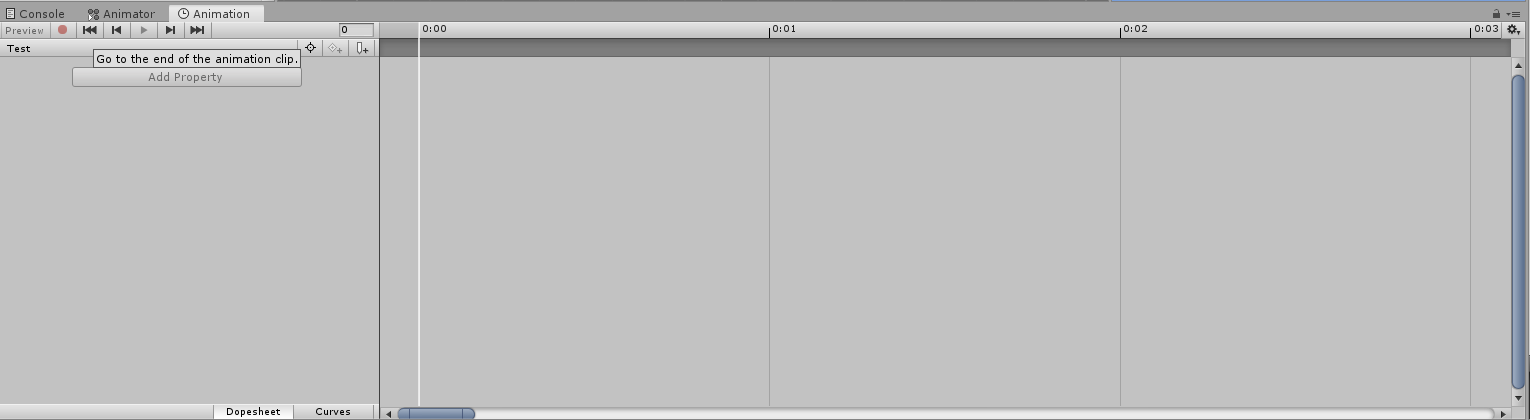 Console Animator Animation
Preview 0 0:00 0:01 0:02 0:03
Test
Go to the end of the animation clip.
Add Property
Dopesheet Curves